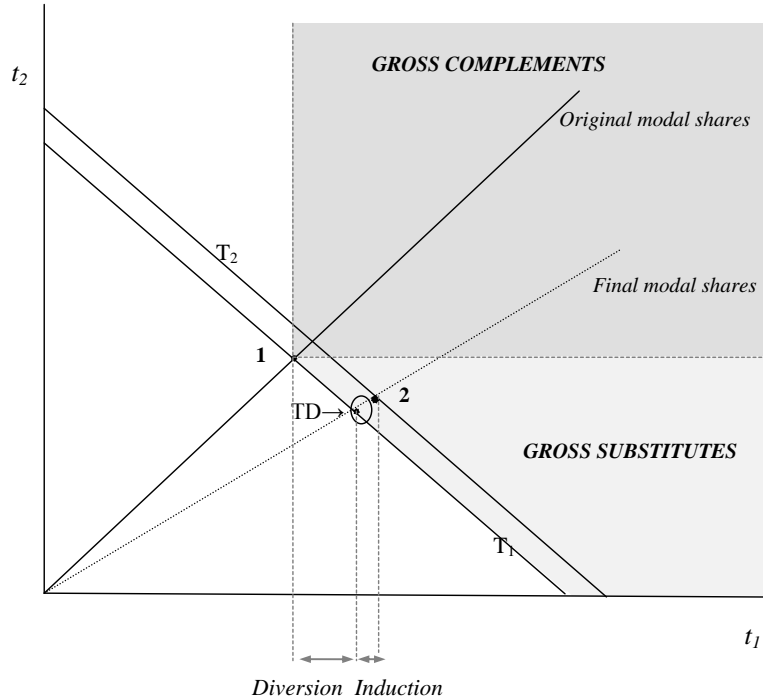 GROSS COMPLEMENTS
t2
Original modal shares
T2
Final modal shares
1
2
TD→
GROSS SUBSTITUTES
T1
t1
Diversion Induction